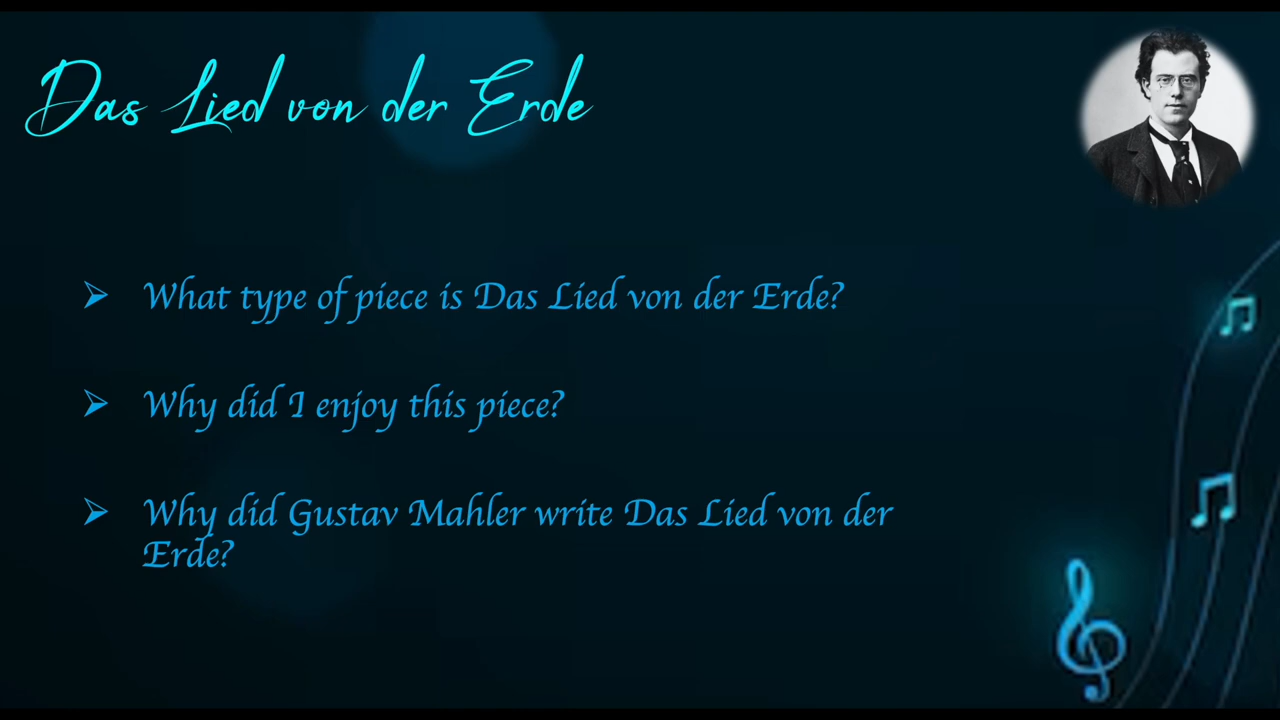 Das Lied von der Erde
What type of piece is Das Lied von der Erde?
Why did I enjoy this piece?
Why did Gustav Mahler write Das Lied von der
Erde?